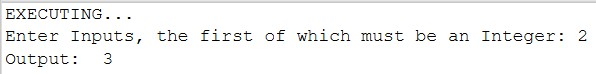 EXECUTING...
Enter Inputs, the first of which must be an Integer: 2
Output:  3